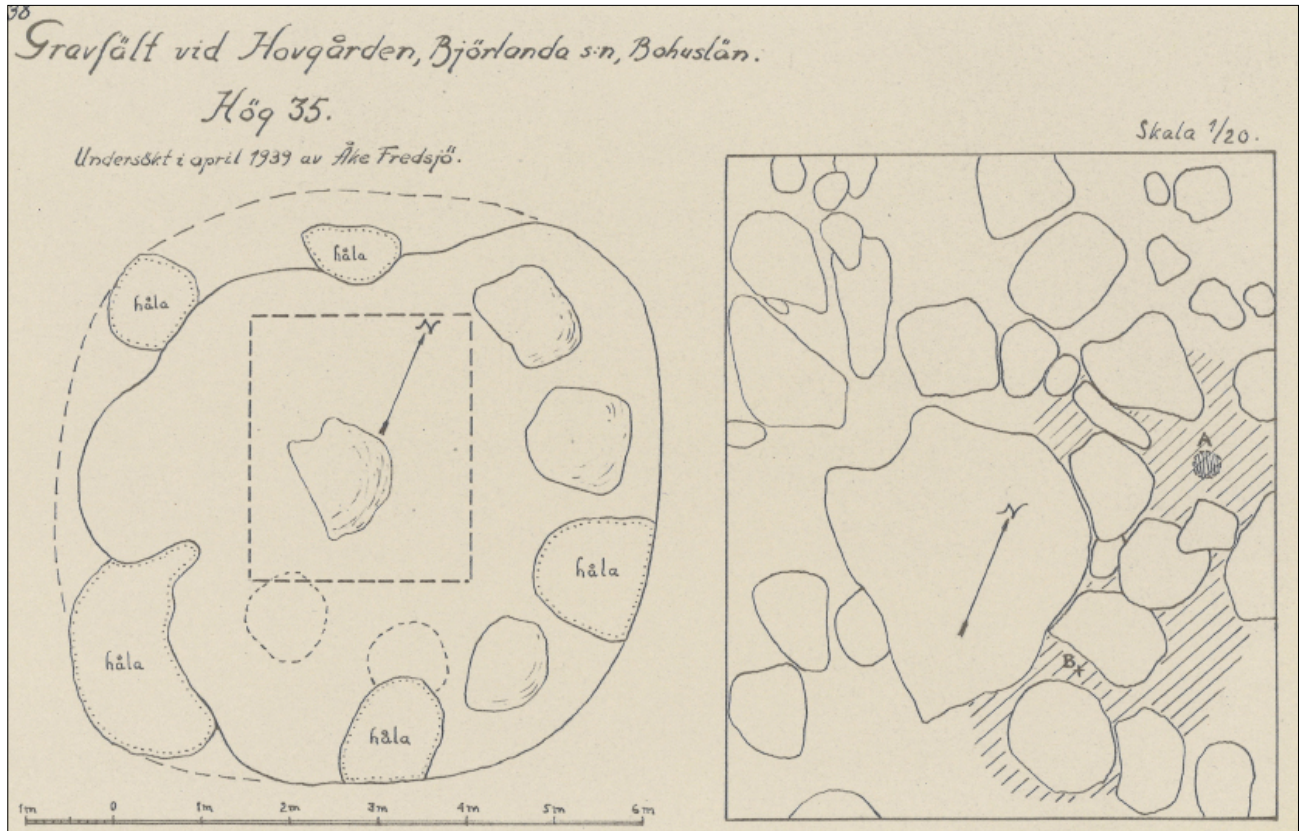 38
Gravfält vid Hovgården, Björlanda s:n, Bohuslän.
Hög 35.
Undersökt i april 1939 av Åke Fredsjö.
Skala 1/20.
håla
håla
N
håla
håla
håla
1m 0 1m 2m 3m 4m 5m 6m
A
N
B